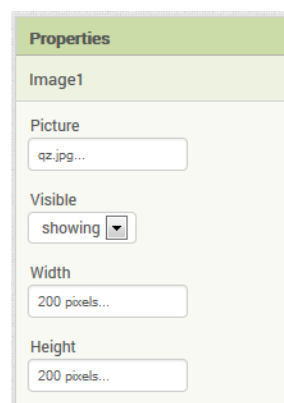 Properties
Image1
Picture
qz.jpg...
Visible
showing
Width
200 pixels...
Height
200 pixels...